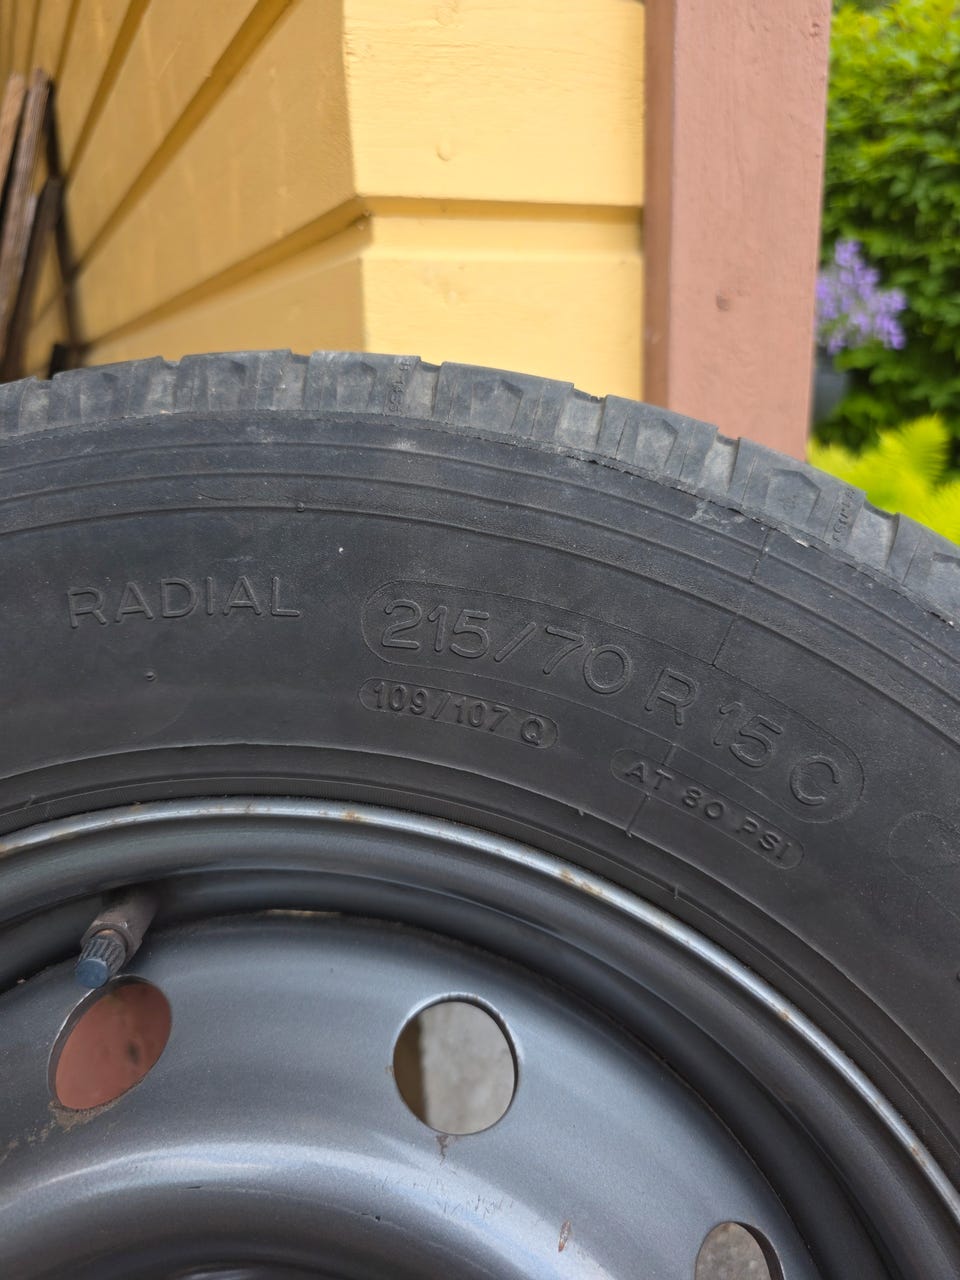 RADIAL
215/70 R 15 C
109/107 Q
AT 80 PSI